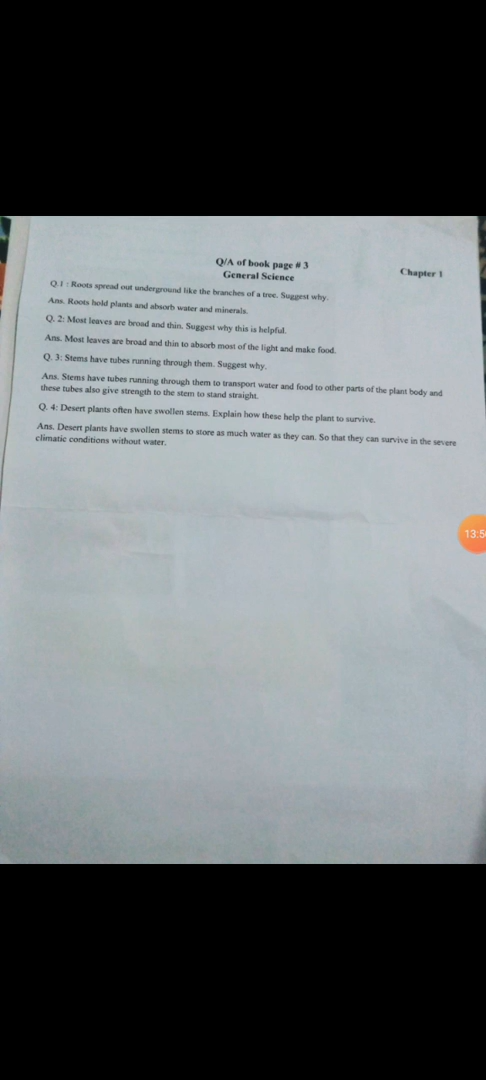 Q/A of book page # 3
General Science
Chapter 1
Q.1 : Roots spread out underground like the branches of a tree. Suggest why.
Ans. Roots hold plants and absorb water and minerals.
Q. 2: Most leaves are broad and thin. Suggest why this is helpful.
Ans. Most leaves are broad and thin to absorb most of the light and make food.
Q. 3: Stems have tubes running through them. Suggest why.
Ans. Stems have tubes running through them to transport water and food to other parts of the plant body and
these tubes also give strength to the stem to stand straight.
Q. 4: Desert plants often have swollen stems. Explain how these help the plant to survive.
Ans. Desert plants have swollen stems to store as much water as they can. So that they can survive in the severe
climatic conditions without water.